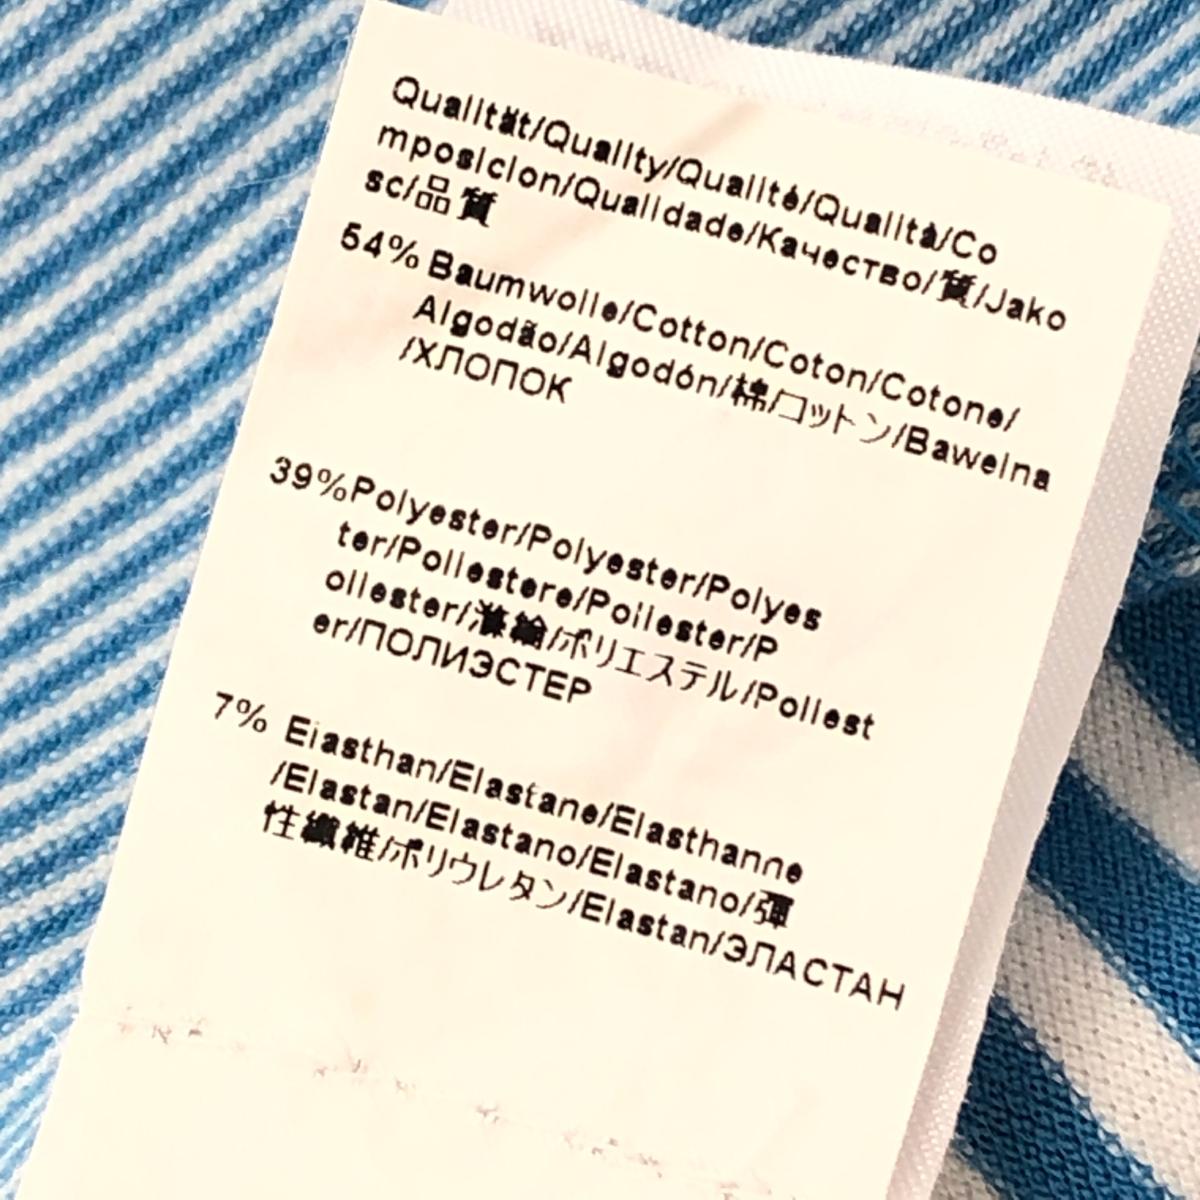 Qualität/Quality/Qualité/Qualità/Co
mposicion/Qualidade/Качество/質/Jako
sc/品質
54% Baumwolle/Cotton/Coton/Cotone/
Algodão/Algodón/棉/コットン/Bawelna
/ХЛОПОК
39%Polyester/Polyester/Polyes
ter/Poliestere/Poliester/P
oliester/滌綸/ポリエステル/Poliest
er/ПОЛИЭСТЕР
7% Elasthan/Elastane/Elasthanne
/Elastan/Elastano/Elastano/彈
性纖維/ポリウレタン/Elastan/ЭЛАСТАН